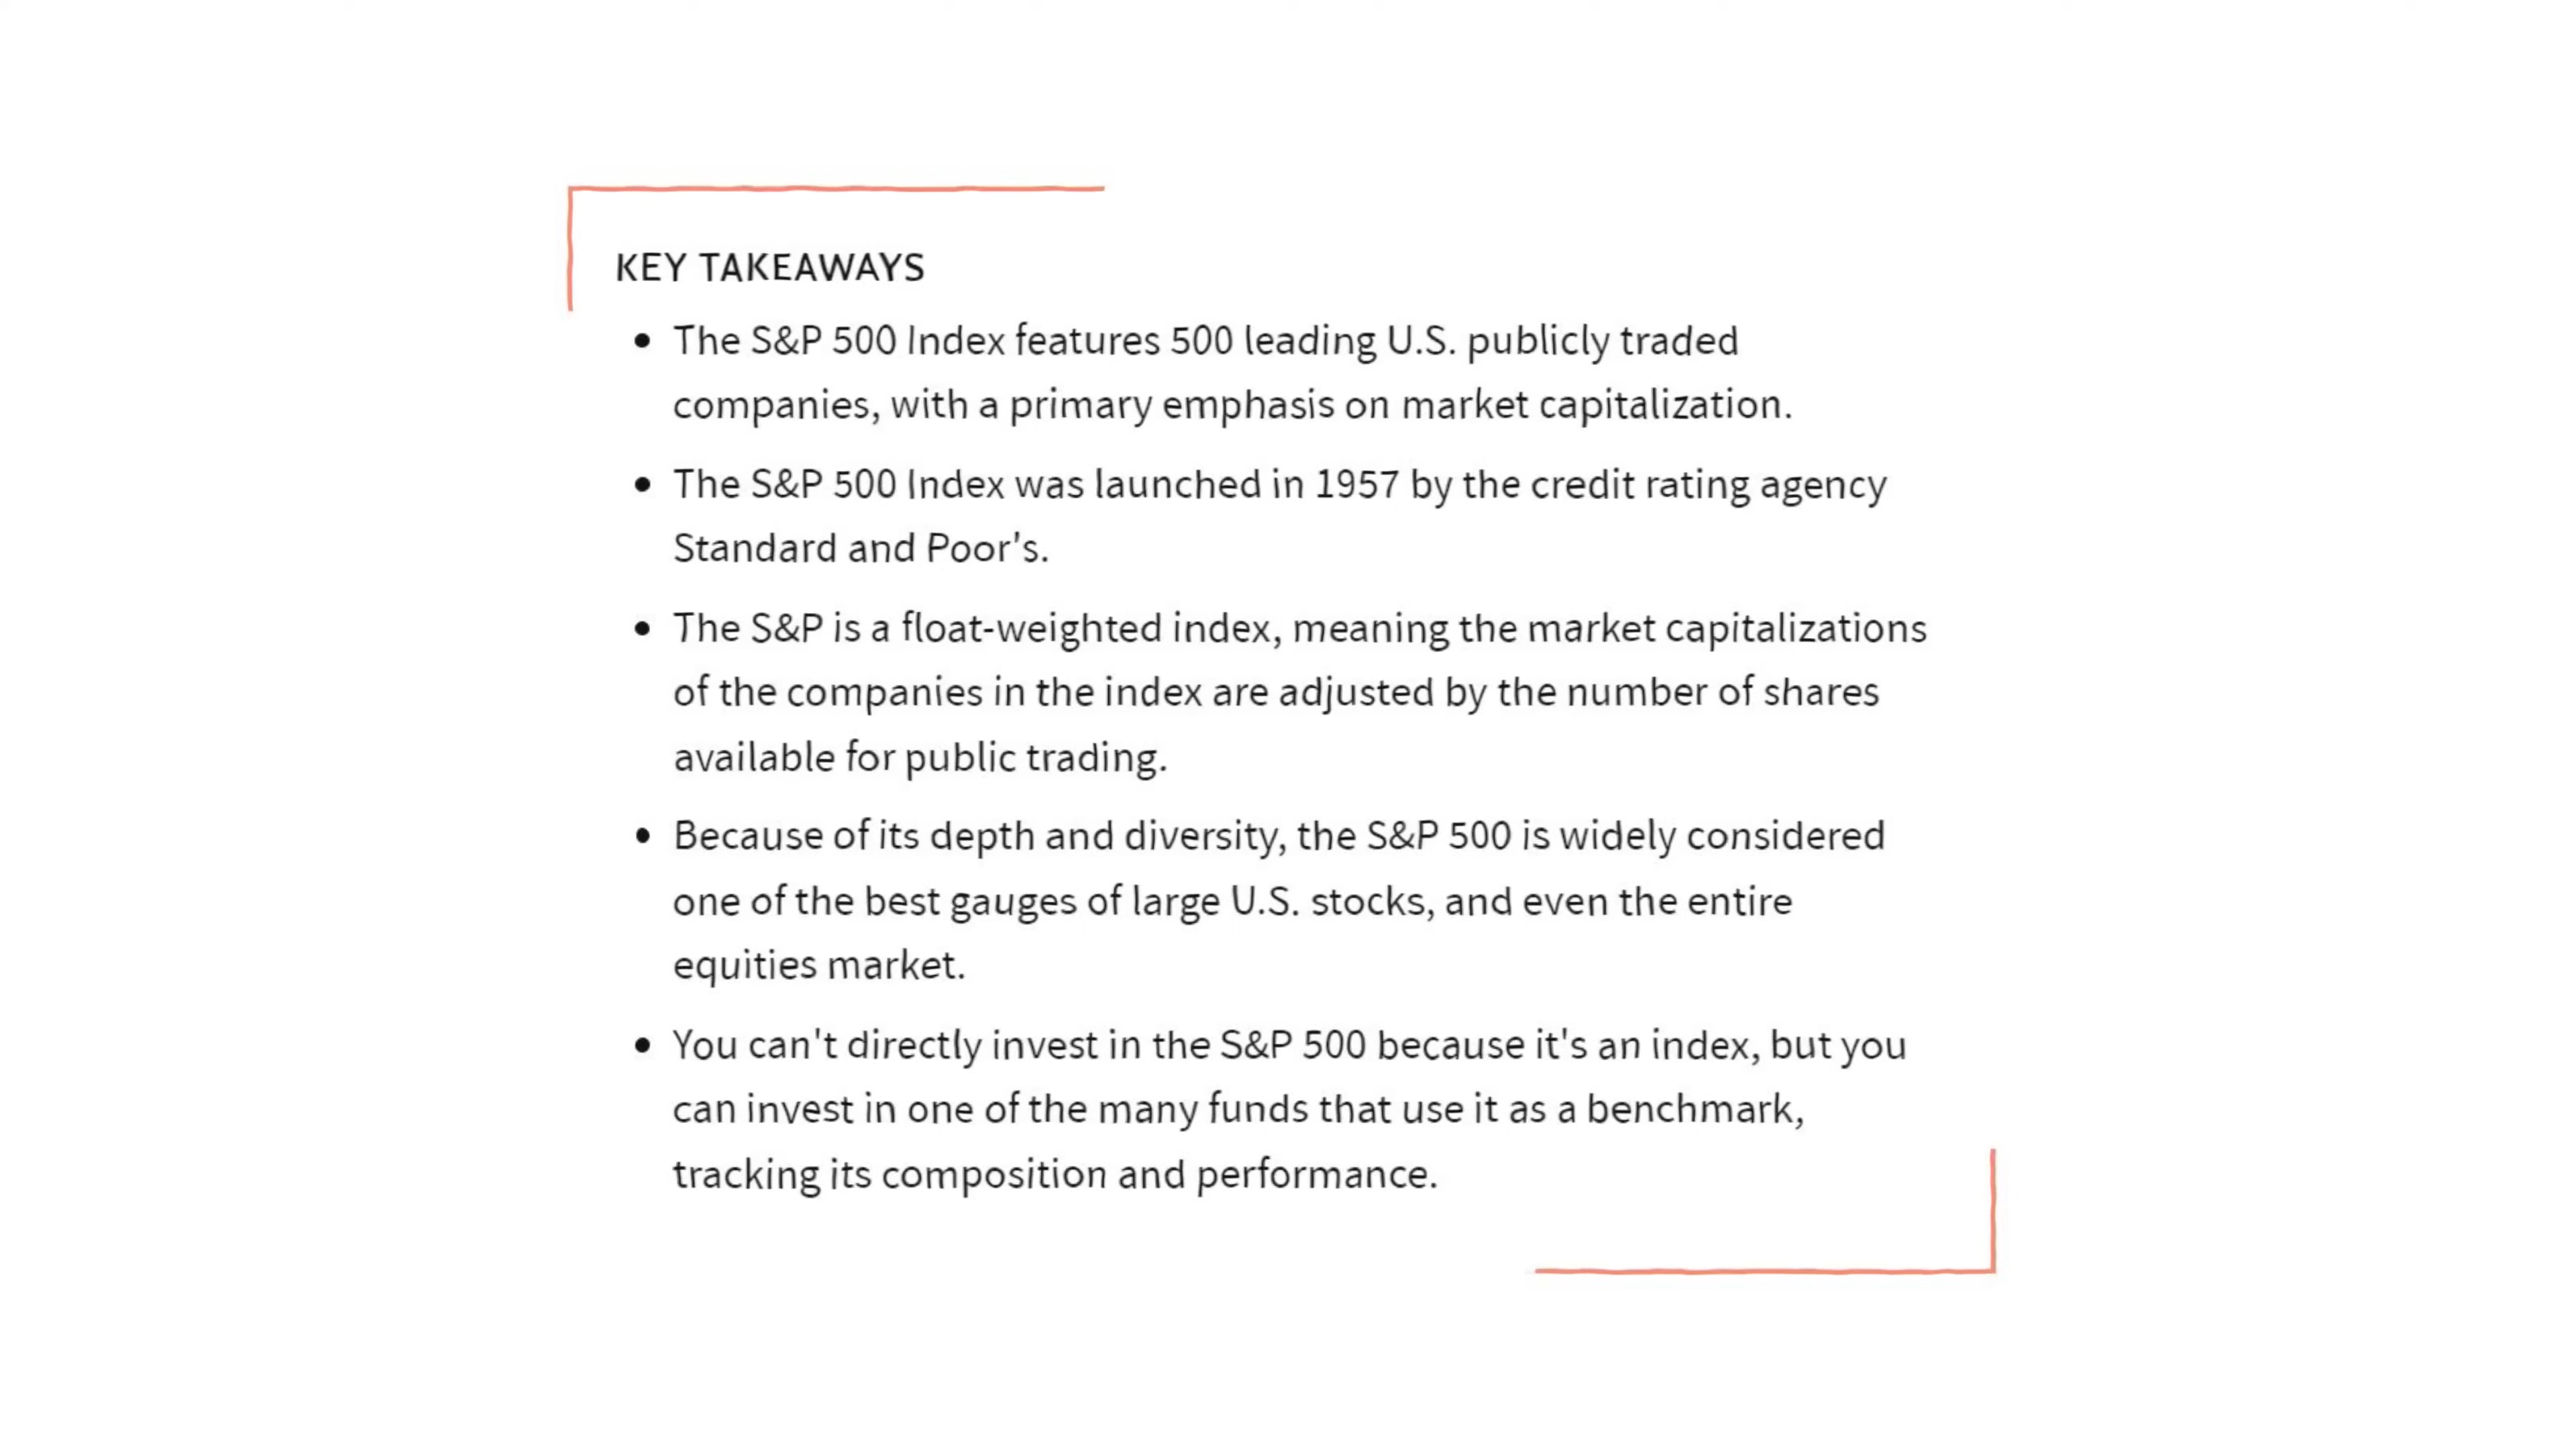 KEY TAKEAWAYS
• The S&P 500 Index features 500 leading U.S. publicly traded
companies, with a primary emphasis on market capitalization.
• The S&P 500 Index was launched in 1957 by the credit rating agency
Standard and Poor's.
• The S&P is a float-weighted index, meaning the market capitalizations
of the companies in the index are adjusted by the number of shares
available for public trading.
• Because of its depth and diversity, the S&P 500 is widely considered
one of the best gauges of large U.S. stocks, and even the entire
equities market.
• You can't directly invest in the S&P 500 because it's an index, but you
can invest in one of the many funds that use it as a benchmark,
tracking its composition and performance.